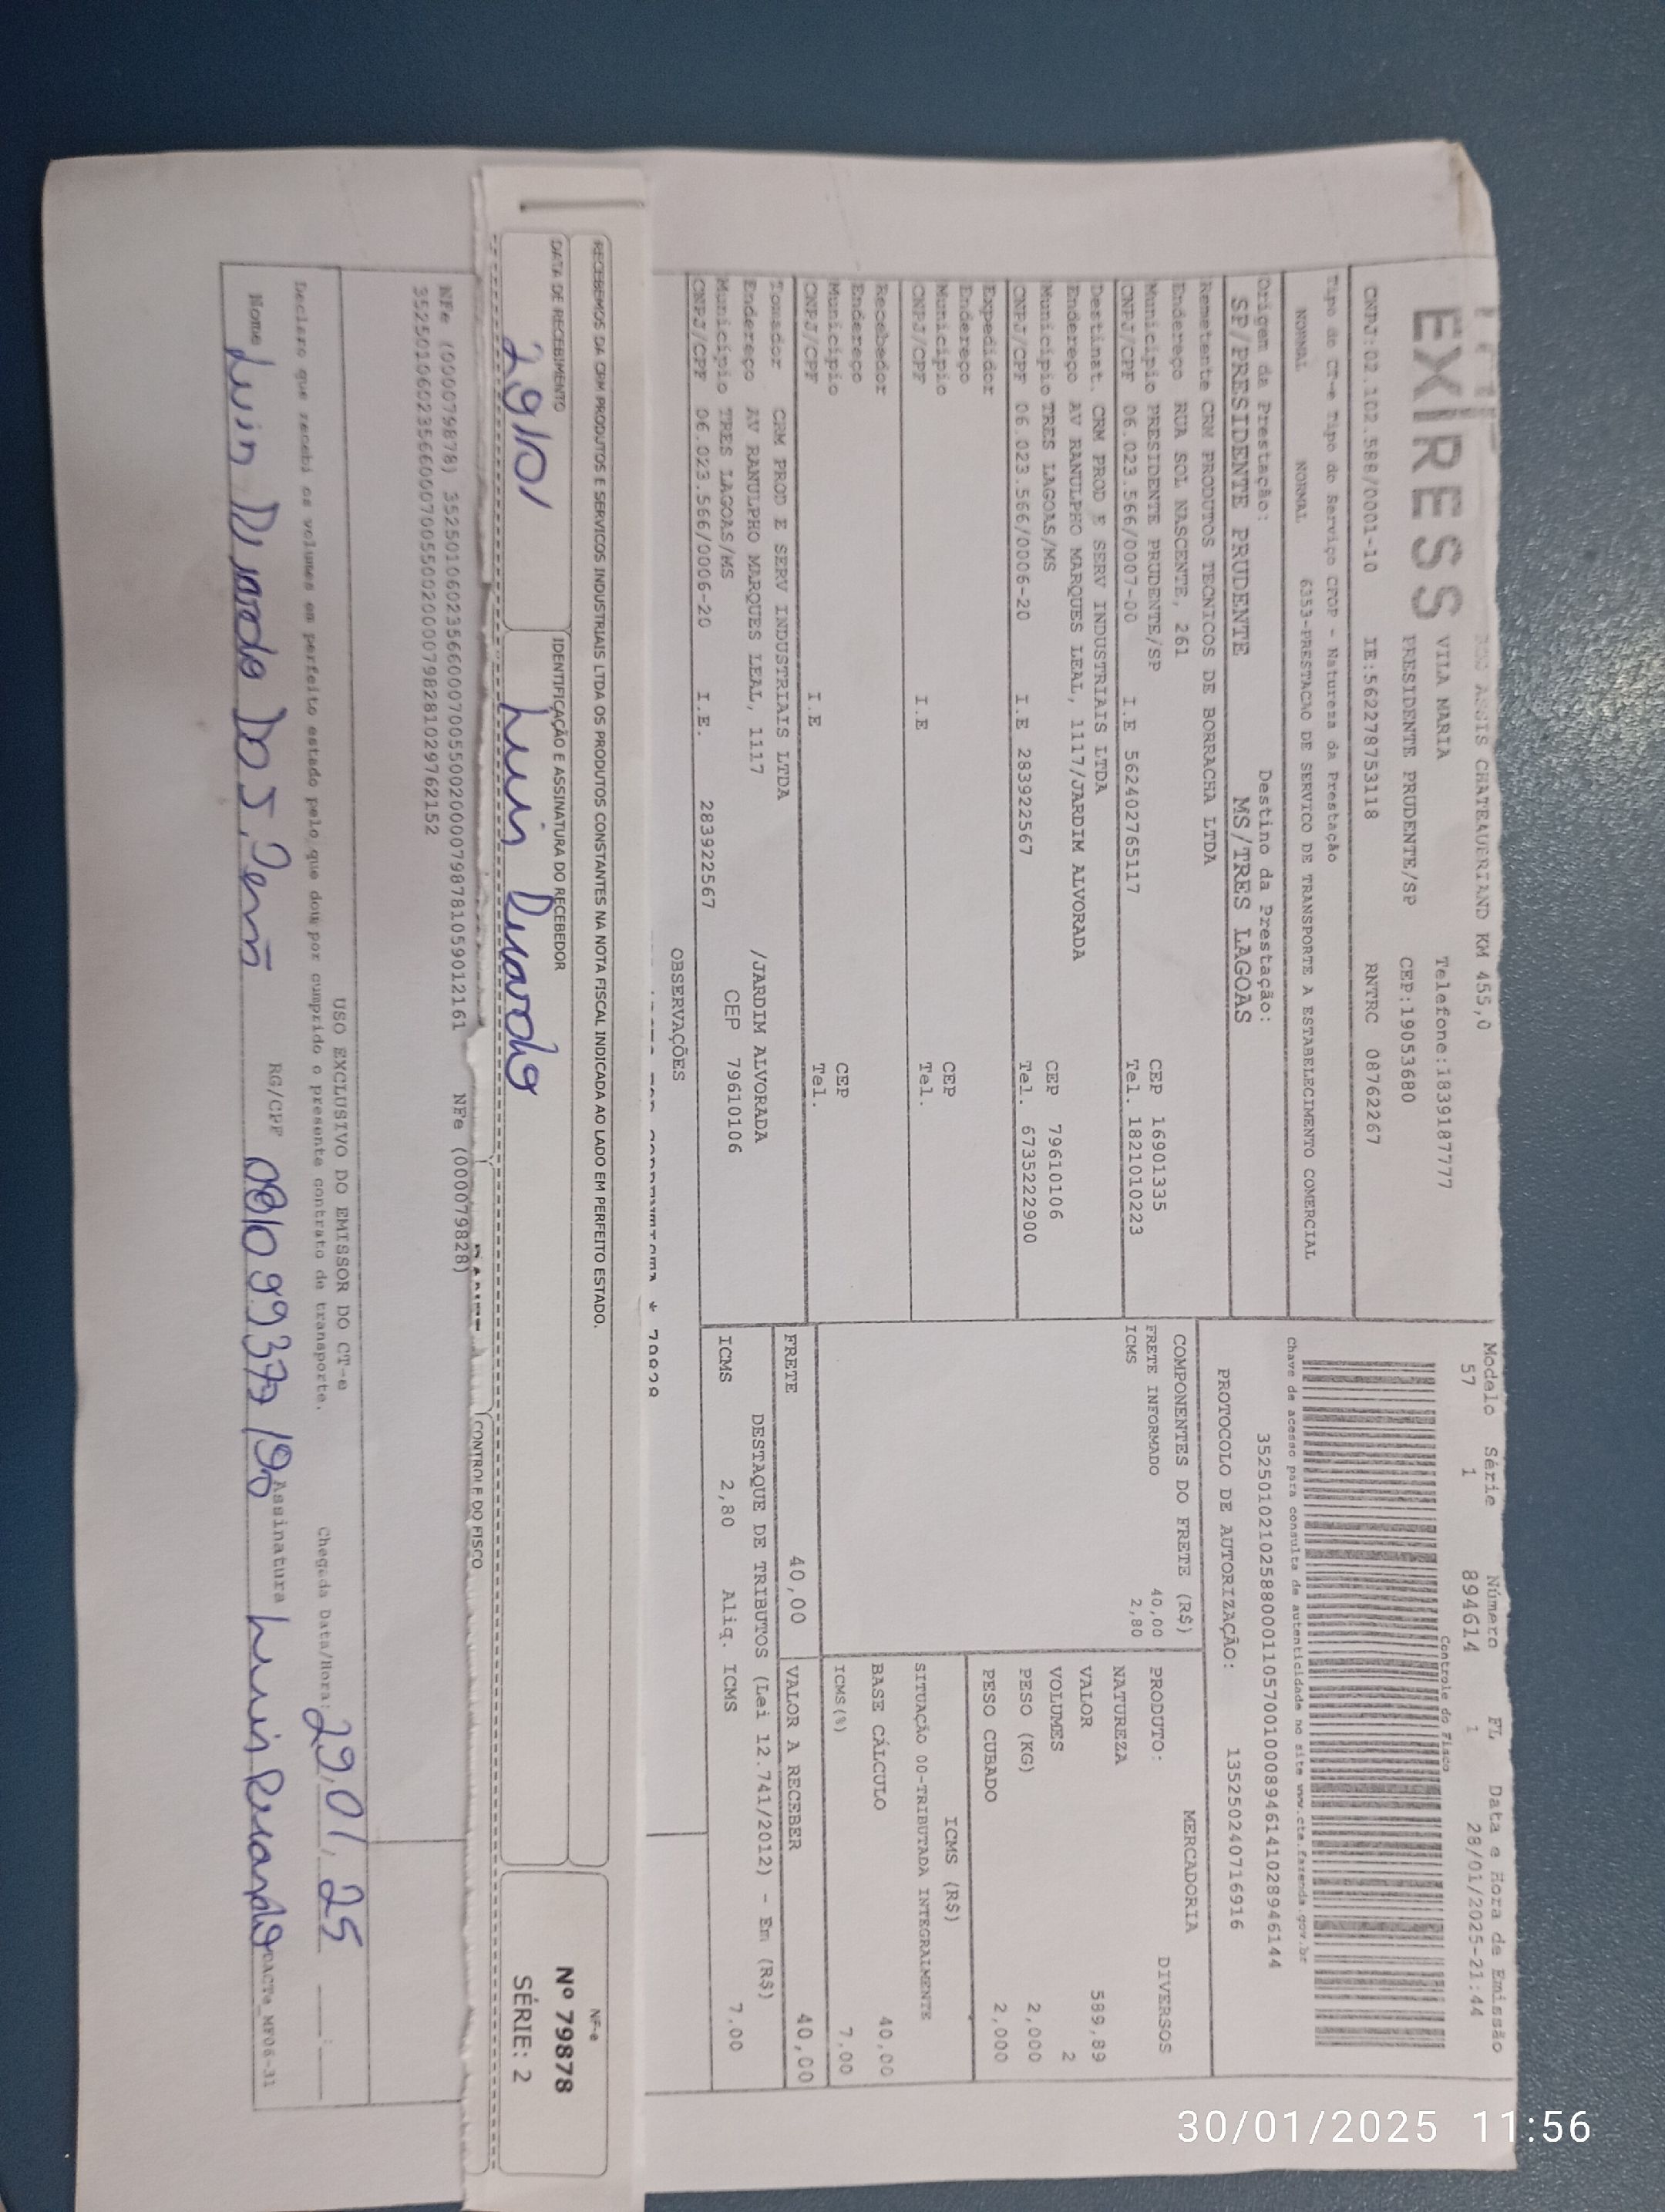 EXPRESS
ASSIS CHATEAUBRIAND KM 455,0
VILA MARIA Telefone:1839187777
PRESIDENTE PRUDENTE/SP CEP:19053680
CNPJ:02.102.588/0001-10 IE:562278753118 RNTRC 08762267
Modelo Série Número FL Data e Hora de Emissão
57 1 894614 1 28/01/2025-21:44
Controle do Fisco
Tipo do CT-e Tipo do Serviço CFOP - Natureza da Prestação
NORMAL NORMAL 6353-PRESTACAO DE SERVICO DE TRANSPORTE A ESTABELECIMENTO COMERCIAL
Chave de acesso para consulta de autenticidade no site www.cte.fazenda.gov.br
35250102102588000110570010008946141028946144
Origem da Prestação: Destino da Prestação:
SP/PRESIDENTE PRUDENTE MS/TRES LAGOAS
PROTOCOLO DE AUTORIZAÇÃO: 135250240716916
Remetente CRM PRODUTOS TECNICOS DE BORRACHA LTDA
Endereço RUA SOL NASCENTE, 261
Município PRESIDENTE PRUDENTE/SP CEP 16901335
CNPJ/CPF 06.023.566/0007-00 I.E 562402765117 Tel. 1821010223
Destinat. CRM PROD E SERV INDUSTRIAIS LTDA
Endereço AV RANULPHO MARQUES LEAL, 1117/JARDIM ALVORADA
Município TRES LAGOAS/MS CEP 79610106
CNPJ/CPF 06.023.566/0006-20 I.E 283922567 Tel. 6735222900
Expedidor
Endereço
Município CEP
CNPJ/CPF I.E Tel.
Recebedor
Endereço
Município CEP
CNPJ/CPF I.E Tel.
Tomador CRM PROD E SERV INDUSTRIAIS LTDA
Endereço AV RANULPHO MARQUES LEAL, 1117 /JARDIM ALVORADA
Município TRES LAGOAS/MS CEP 79610106
CNPJ/CPF 06.023.566/0006-20 I.E. 283922567
COMPONENTES DO FRETE (R$)
FRETE INFORMADO 40,00
ICMS 2,80
MERCADORIA
PRODUTO: DIVERSOS
NATUREZA
VALOR 589,89
VOLUMES 2
PESO (KG) 2,000
PESO CUBADO 2,000
ICMS (R$)
SITUAÇÃO 00-TRIBUTADA INTEGRALMENTE
BASE CÁLCULO 40,00
ICMS(%) 7,00
FRETE 40,00 VALOR A RECEBER 40,00
DESTAQUE DE TRIBUTOS (Lei 12.741/2012) - Em (R$)
ICMS 2,80 Aliq. ICMS 7,00
OBSERVAÇÕES
* 79828
RECEBEMOS DA CRM PRODUTOS E SERVICOS INDUSTRIAIS LTDA OS PRODUTOS CONSTANTES NA NOTA FISCAL INDICADA AO LADO EM PERFEITO ESTADO.
DATA DE RECEBIMENTO IDENTIFICAÇÃO E ASSINATURA DO RECEBEDOR
29/01
NF-e
Nº 79878
SÉRIE: 2
CONTROLE DO FISCO
NFe (000079878) 35250106023566000700550020000798781059012161 NFe (000079828)
35250106023566000700550020000798281029762152
USO EXCLUSIVO DO EMISSOR DO CT-e
Declaro que recebi os volumes em perfeito estado pelo que dou por cumprido o presente contrato de transporte. Chegada Data/Hora: 29,01,25
Nome RG/CPF Assinatura
DACTe_MF06-31
30/01/2025 11:56